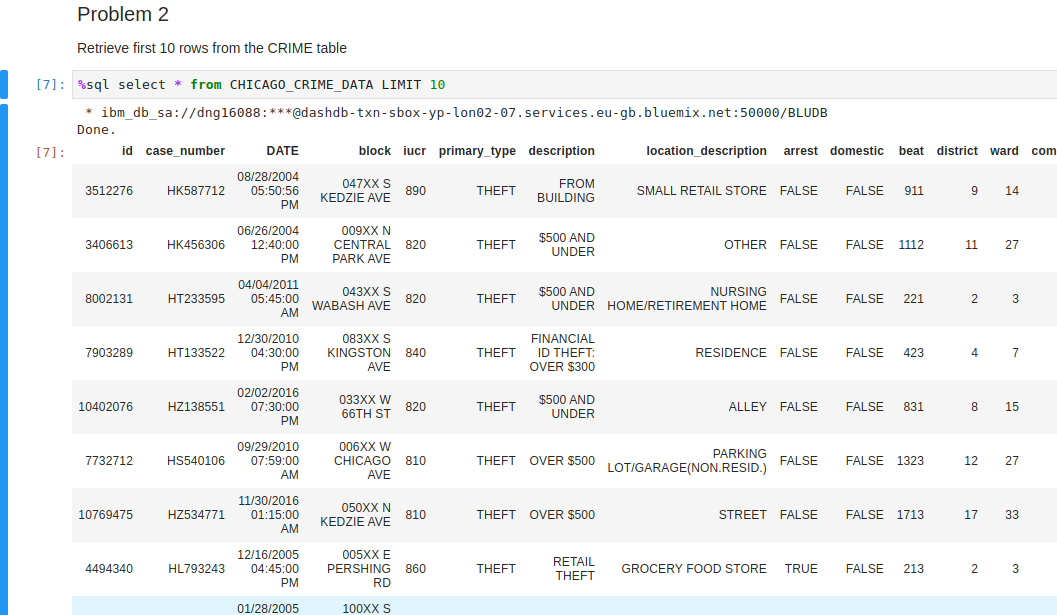 Problem 2
Retrieve first 10 rows from the CRIME table
[7]: %sql select * from CHICAGO_CRIME_DATA LIMIT 10
* ibm_db_sa://dng16088:***@dashdb-txn-sbox-yp-lon02-07.services.eu-gb.bluemix.net:50000/BLUDB
Done.
[7]: id case_number DATE block iucr primary_type description location_description arrest domestic beat district ward com
08/28/2004
3512276 HK587712 05:50:56 047XX S 890 THEFT FROM SMALL RETAIL STORE FALSE FALSE 911 9 14
PM KEDZIE AVE BUILDING
06/26/2004 009XX N
3406613 HK456306 12:40:00 CENTRAL 820 THEFT $500 AND OTHER FALSE FALSE 1112 11 27
PM PARK AVE UNDER
04/04/2011
8002131 HT233595 05:45:00 043XX S 820 THEFT $500 AND NURSING FALSE FALSE 221 2 3
AM WABASH AVE UNDER HOME/RETIREMENT HOME
12/30/2010 083XX S FINANCIAL
7903289 HT133522 04:30:00 KINGSTON 840 THEFT ID THEFT: RESIDENCE FALSE FALSE 423 4 7
PM AVE OVER $300
02/02/2016
10402076 HZ138551 07:30:00 033XX W 820 THEFT $500 AND ALLEY FALSE FALSE 831 8 15
PM 66TH ST UNDER
09/29/2010 006XX W
7732712 HS540106 07:59:00 CHICAGO 810 THEFT OVER $500 PARKING FALSE FALSE 1323 12 27
AM AVE LOT/GARAGE(NON.RESID.)
11/30/2016
10769475 HZ534771 01:15:00 050XX N 810 THEFT OVER $500 STREET FALSE FALSE 1713 17 33
AM KEDZIE AVE
12/16/2005 005XX E
4494340 HL793243 04:45:00 PERSHING 860 THEFT RETAIL GROCERY FOOD STORE TRUE FALSE 213 2 3
PM RD THEFT
01/28/2005 100XX S